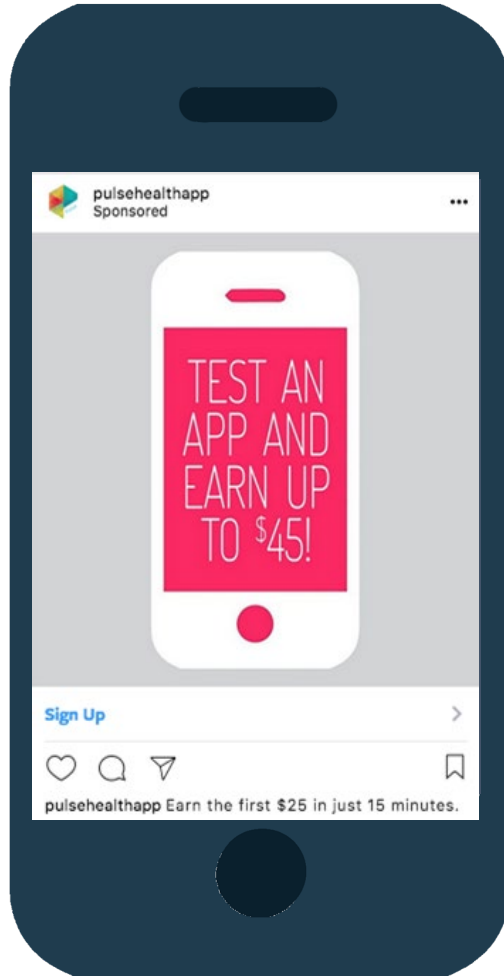 pulsehealthapp
Sponsored
TEST AN
APP AND
EARN UP
TO $45!
Sign Up
pulsehealthapp Earn the first $25 in just 15 minutes.